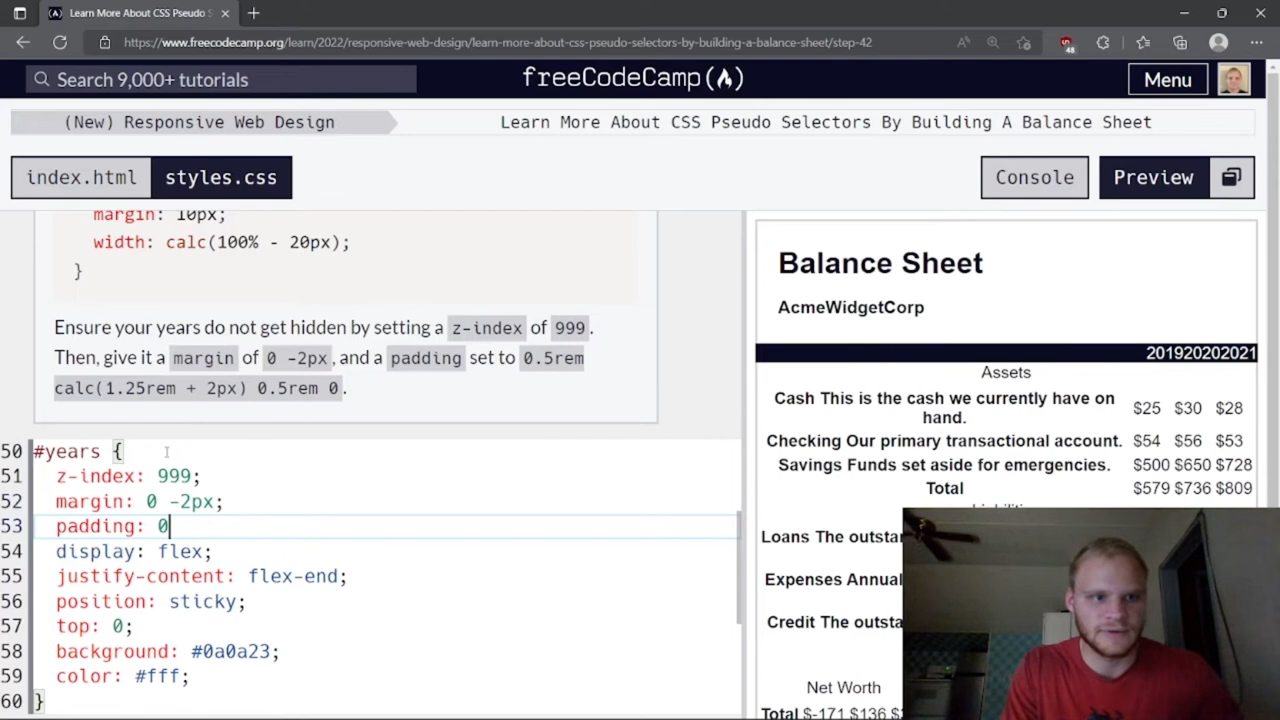 Learn More About CSS Pseudo S
https://www.freecodecamp.org/learn/2022/responsive-web-design/learn-more-about-css-pseudo-selectors-by-building-a-balance-sheet/step-42
48
Search 9,000+ tutorials
freeCodeCamp
Menu
(New) Responsive Web Design
Learn More About CSS Pseudo Selectors By Building A Balance Sheet
index.html
styles.css
Console
Preview
margin: 10px;
width: calc(100% - 20px);
}
Ensure your years do not get hidden by setting a z-index of 999.
Then, give it a margin of 0 -2px, and a padding set to 0.5rem
calc(1.25rem + 2px) 0.5rem 0.
50 #years {
51 z-index: 999;
52 margin: 0 -2px;
53 padding: 0
54 display: flex;
55 justify-content: flex-end;
56 position: sticky;
57 top: 0;
58 background: #0a0a23;
59 color: #fff;
60 }
Balance Sheet
AcmeWidgetCorp
201920202021
Assets
Cash This is the cash we currently have on
hand.
$25 $30 $28
Checking Our primary transactional account. $54 $56 $53
Savings Funds set aside for emergencies. $500 $650 $728
Total $579 $736 $809
Loans The outs
Expenses Annual
Credit The outsta
Net Worth
Total $-171 $136